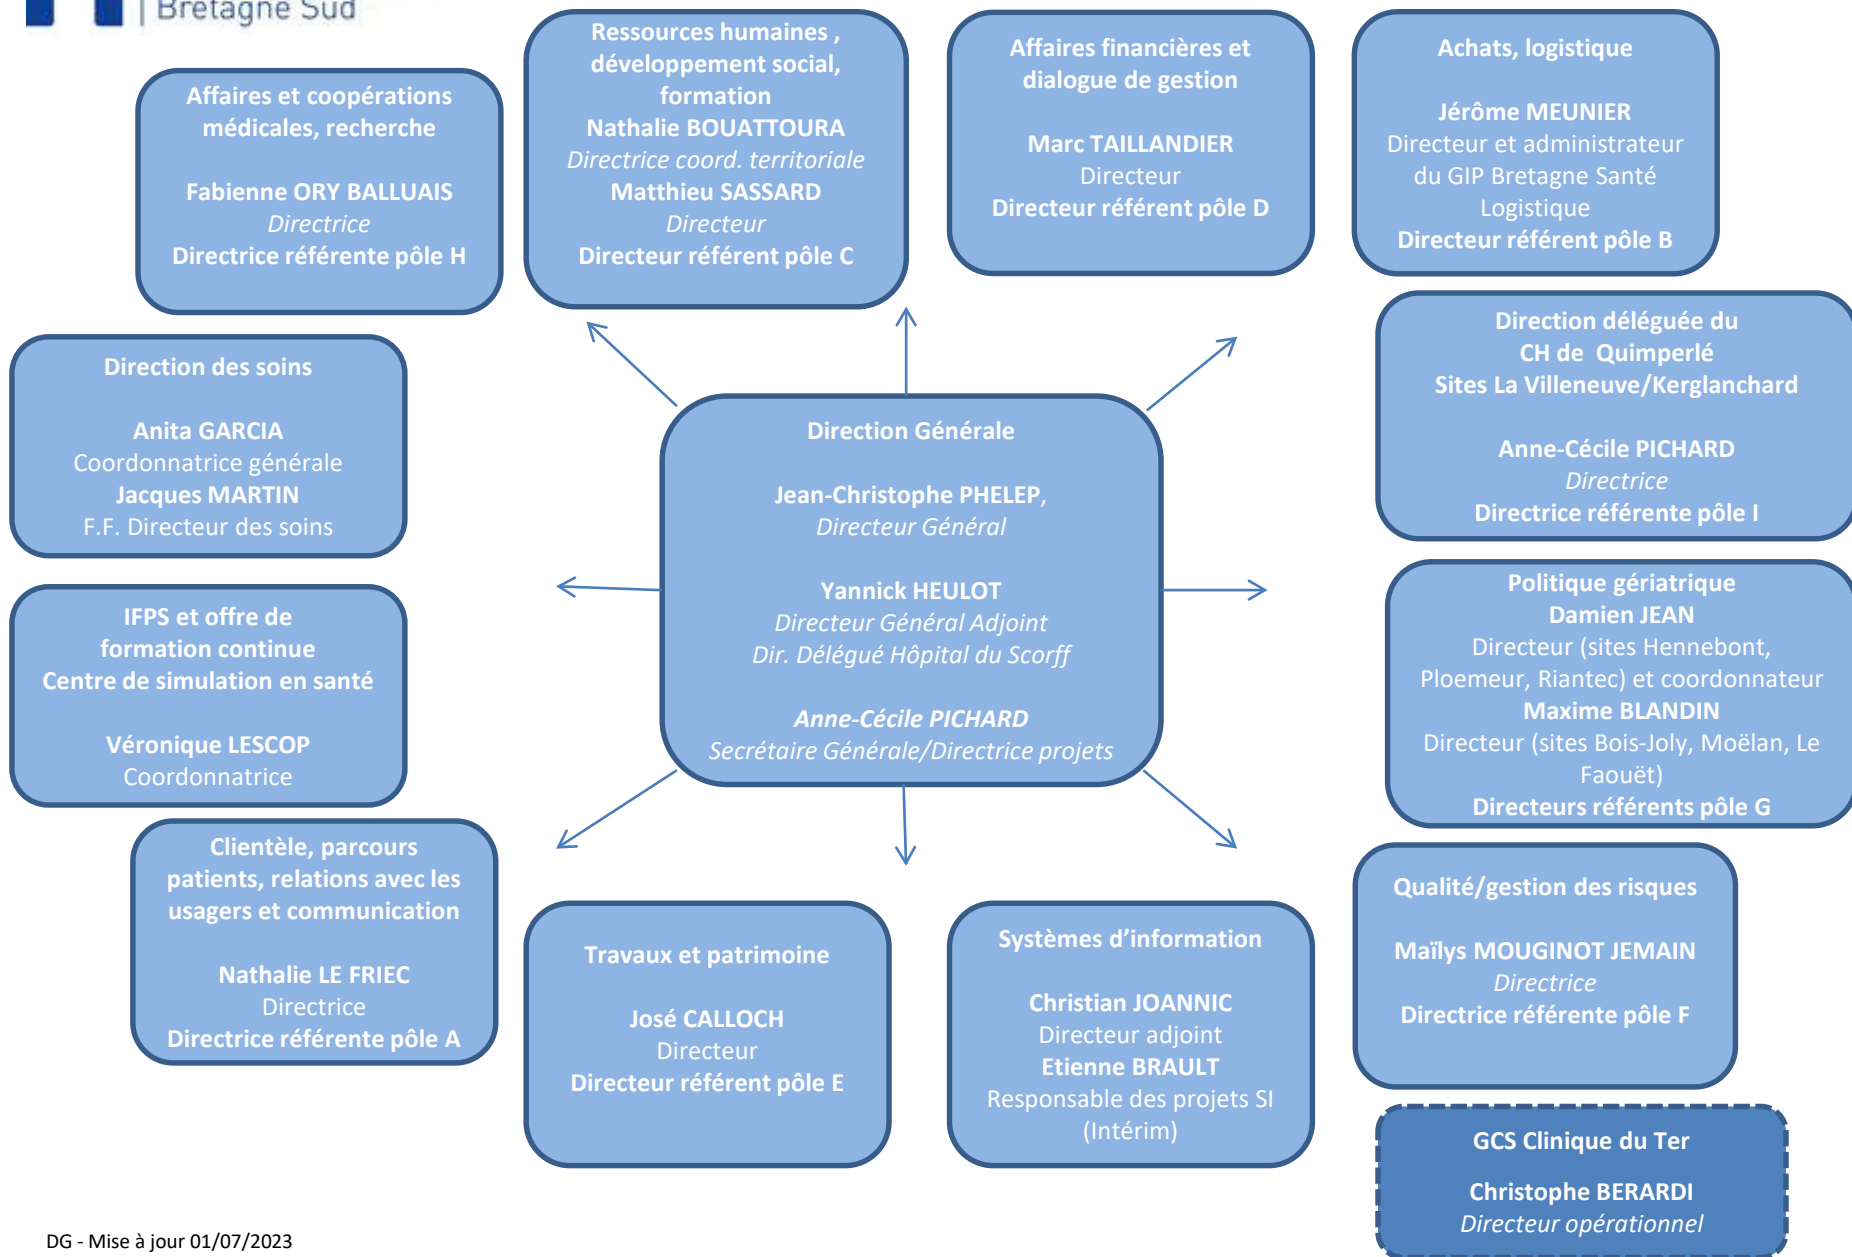 Bretagne Sud
Ressources humaines ,
développement social,
formation
Nathalie BOUATTOURA
Directrice coord. territoriale
Matthieu SASSARD
Directeur
Directeur référent pôle C
Affaires financières et
dialogue de gestion
Marc TAILLANDIER
Directeur
Directeur référent pôle D
Achats, logistique
Jérôme MEUNIER
Directeur et administrateur
du GIP Bretagne Santé
Logistique
Directeur référent pôle B
Affaires et coopérations
médicales, recherche
Fabienne ORY BALLUAIS
Directrice
Directrice référente pôle H
Direction déléguée du
CH de Quimperlé
Sites La Villeneuve/Kerglanchard
Anne-Cécile PICHARD
Directrice
Directrice référente pôle I
Direction des soins
Anita GARCIA
Coordonnatrice générale
Jacques MARTIN
F.F. Directeur des soins
Direction Générale
Jean-Christophe PHELEP,
Directeur Général
Yannick HEULOT
Directeur Général Adjoint
Dir. Délégué Hôpital du Scorff
Anne-Cécile PICHARD
Secrétaire Générale/Directrice projets
Politique gériatrique
Damien JEAN
Directeur (sites Hennebont,
Ploemeur, Riantec) et coordonnateur
Maxime BLANDIN
Directeur (sites Bois-Joly, Moëlan, Le
Faouët)
Directeurs référents pôle G
IFPS et offre de
formation continue
Centre de simulation en santé
Véronique LESCOP
Coordonnatrice
Clientèle, parcours
patients, relations avec les
usagers et communication
Nathalie LE FRIEC
Directrice
Directrice référente pôle A
Travaux et patrimoine
José CALLOCH
Directeur
Directeur référent pôle E
Systèmes d’information
Christian JOANNIC
Directeur adjoint
Etienne BRAULT
Responsable des projets SI
(Intérim)
Qualité/gestion des risques
Maïlys MOUGINOT JEMAIN
Directrice
Directrice référente pôle F
GCS Clinique du Ter
Christophe BERARDI
Directeur opérationnel
DG - Mise à jour 01/07/2023